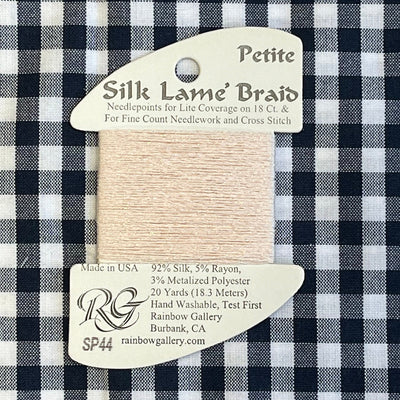 Petite
Silk Lamé Braid
Needlepoints for Lite Coverage on 18 Ct. &
For Fine Count Needlework and Cross Stitch
Made in USA
92% Silk, 5% Rayon,
3% Metalized Polyester
20 Yards (18.3 Meters)
Hand Washable, Test First
Rainbow Gallery
Burbank, CA
rainbowgallery.com
RG
SP44